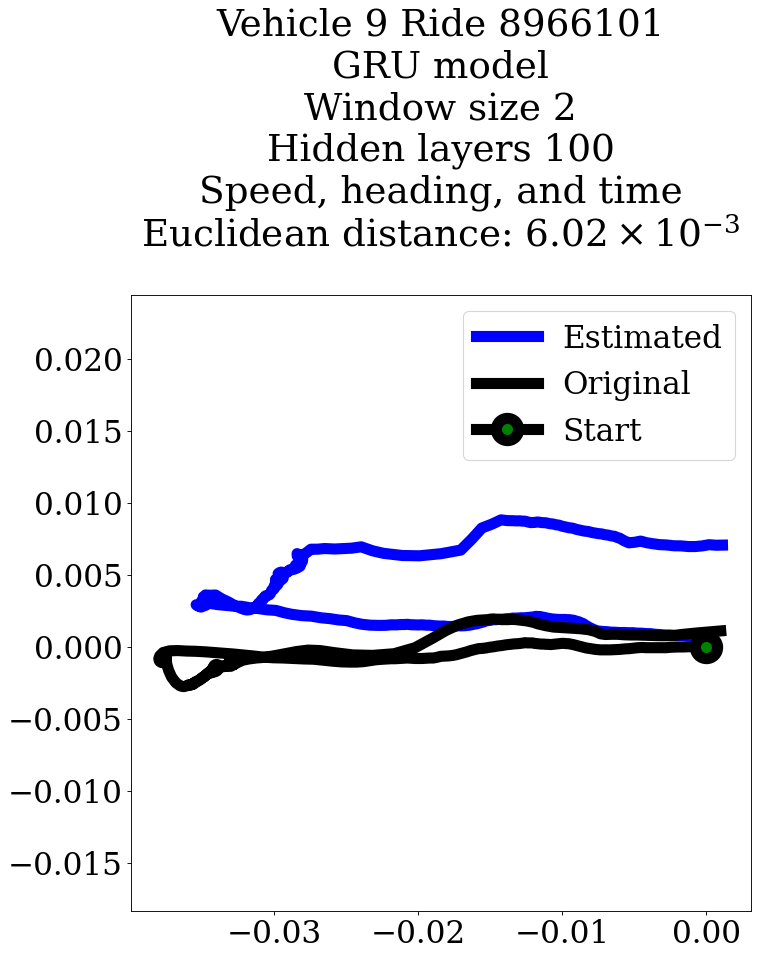 Vehicle 9 Ride 8966101
GRU model
Window size 2
Hidden layers 100
Speed, heading, and time
Euclidean distance: 6.02 × 10⁻³
Estimated
Original
Start
0.020
0.015
0.010
0.005
0.000
−0.005
−0.010
−0.015
−0.03 −0.02 −0.01 0.00